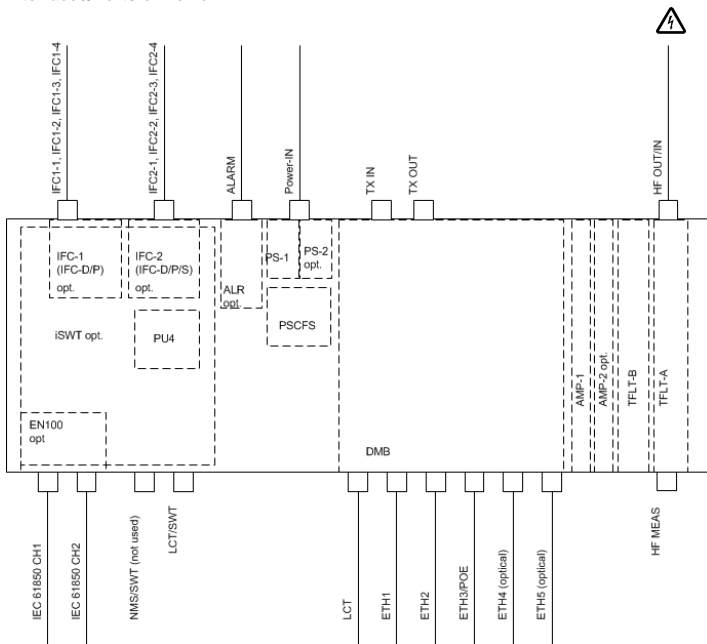 IFC1-1, IFC1-2, IFC1-3, IFC1-4
IFC2-1, IFC2-2, IFC2-3, IFC2-4
ALARM
Power-IN
TX IN
TX OUT
HF OUT/IN
IFC-1
(IFC-D/P)
opt.
IFC-2
(IFC-D/P/S)
opt.
ALR
opt.
PS-1
PS-2
opt.
PSCFS
iSWT opt.
PU4
EN100
opt
DMB
AMP-1
AMP-2 opt.
TFLT-B
TFLT-A
IEC 61850 CH1
IEC 61850 CH2
NMS/SWT (not used)
LCT/SWT
LCT
ETH1
ETH2
ETH3/POE
ETH4 (optical)
ETH5 (optical)
HF MEAS